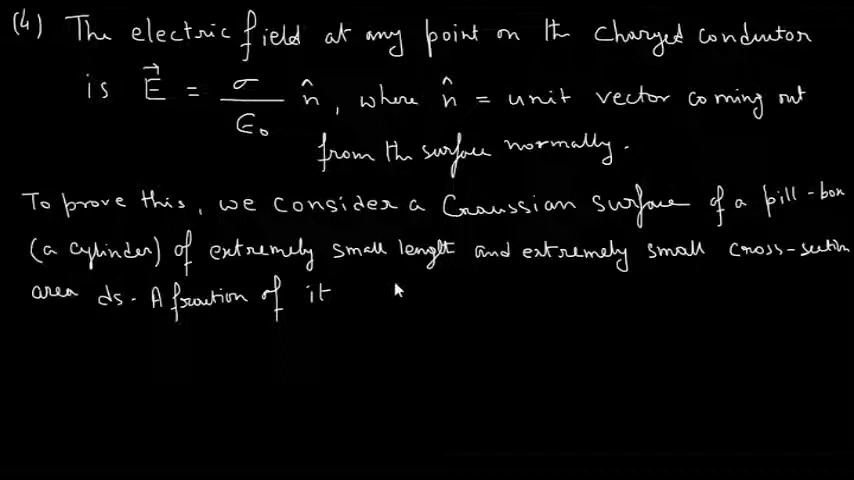 (4) The electric field at any point on the charged conductor
is E⃗ = σ/ε₀ n̂, where n̂ = unit vector coming out
from the surface normally.
To prove this, we consider a Gaussian surface of a pill-box
(a cylinder) of extremely small length and extremely small cross-section
area ds. A fraction of it